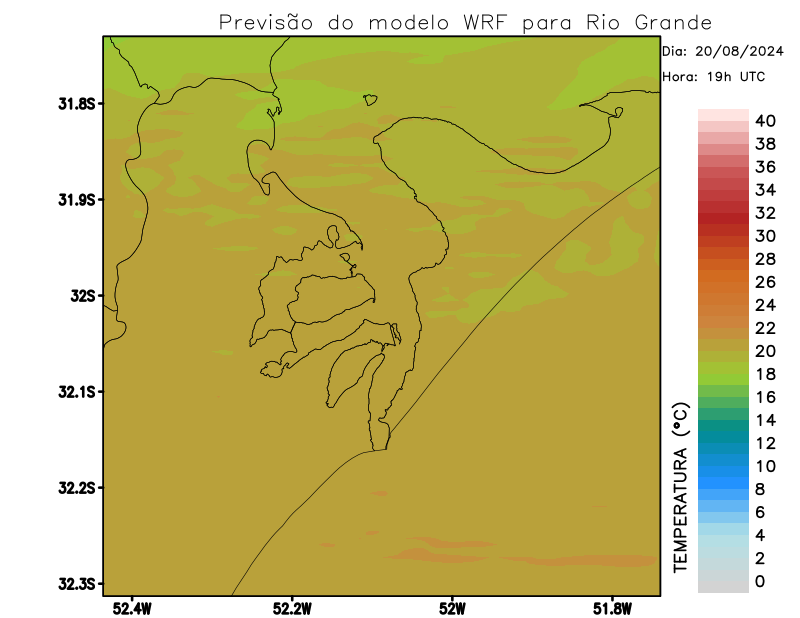 Previsão do modelo WRF para Rio Grande
Dia: 20/08/2024
Hora: 19h UTC
31.8S
31.9S
32S
32.1S
32.2S
32.3S
52.4W
52.2W
52W
51.8W
TEMPERATURA (°C)
40
38
36
34
32
30
28
26
24
22
20
18
16
14
12
10
8
6
4
2
0